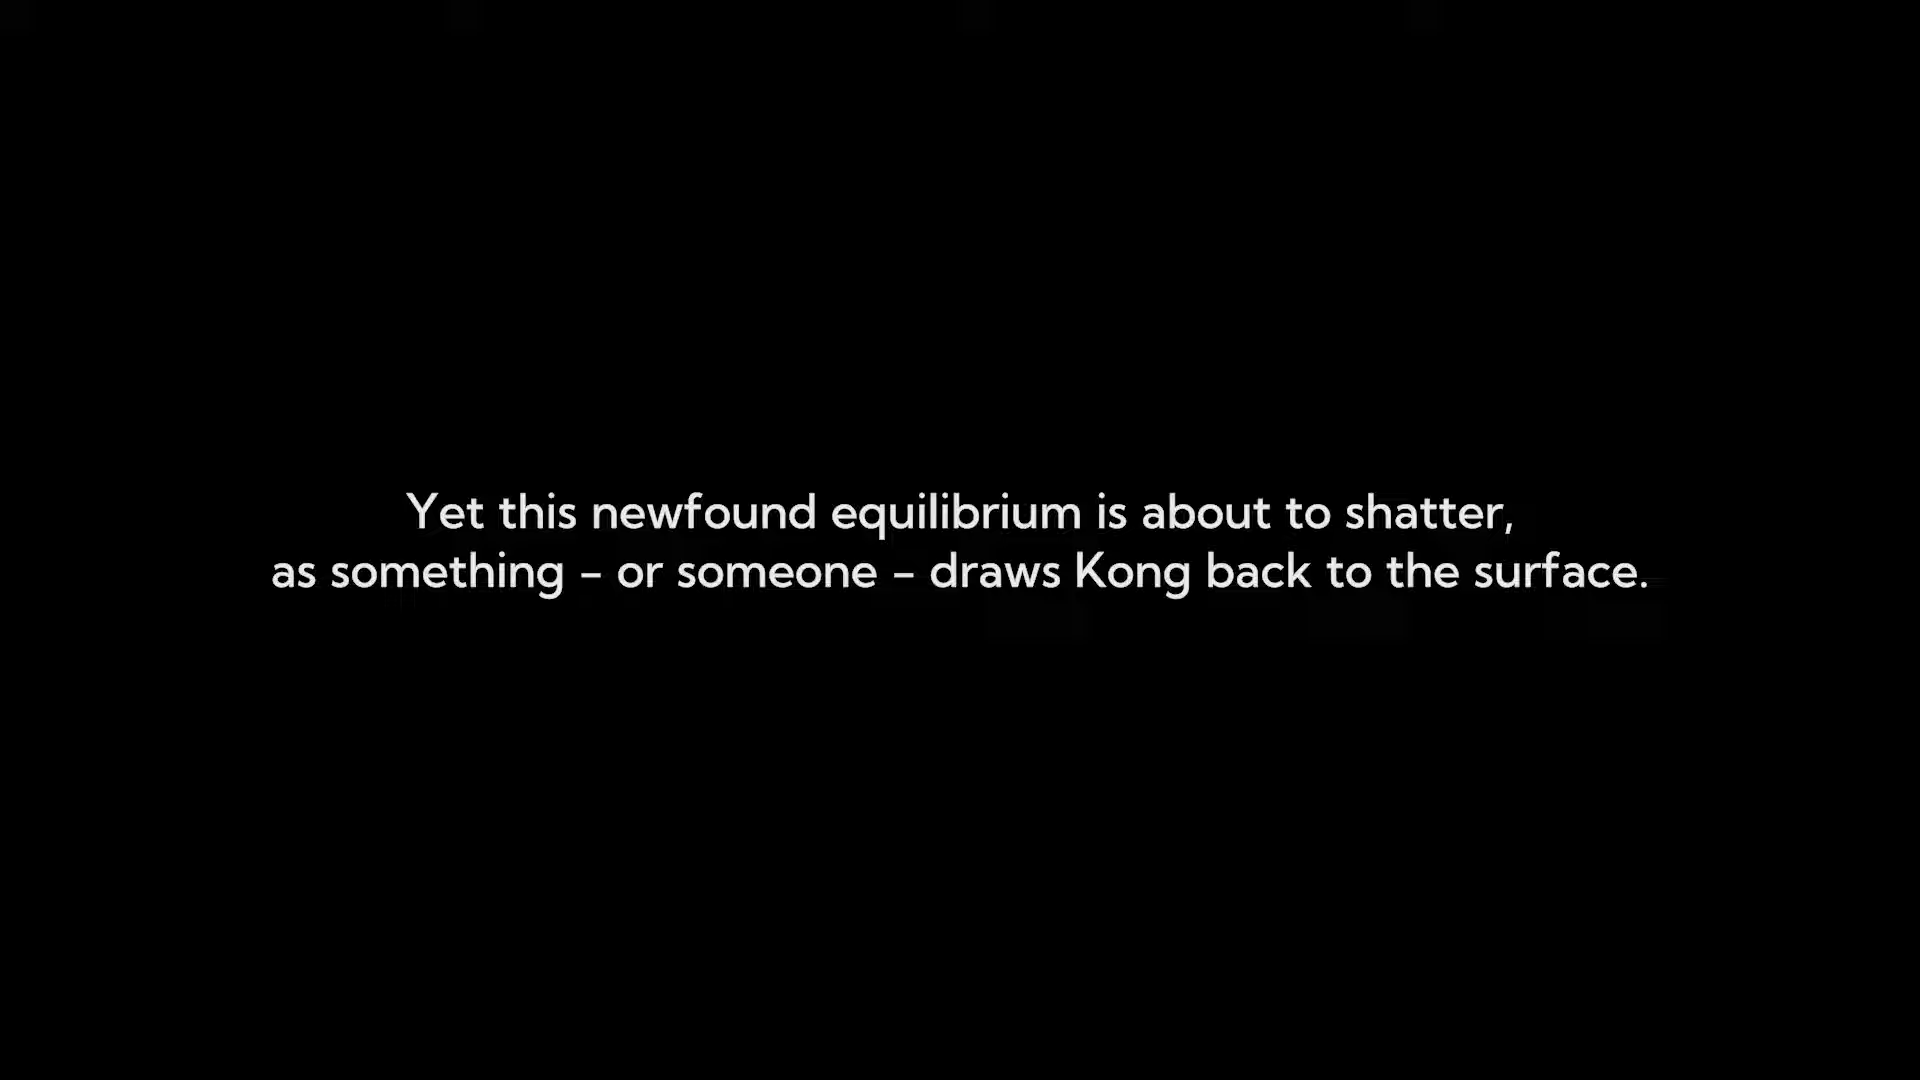 Yet this newfound equilibrium is about to shatter,
as something – or someone – draws Kong back to the surface.